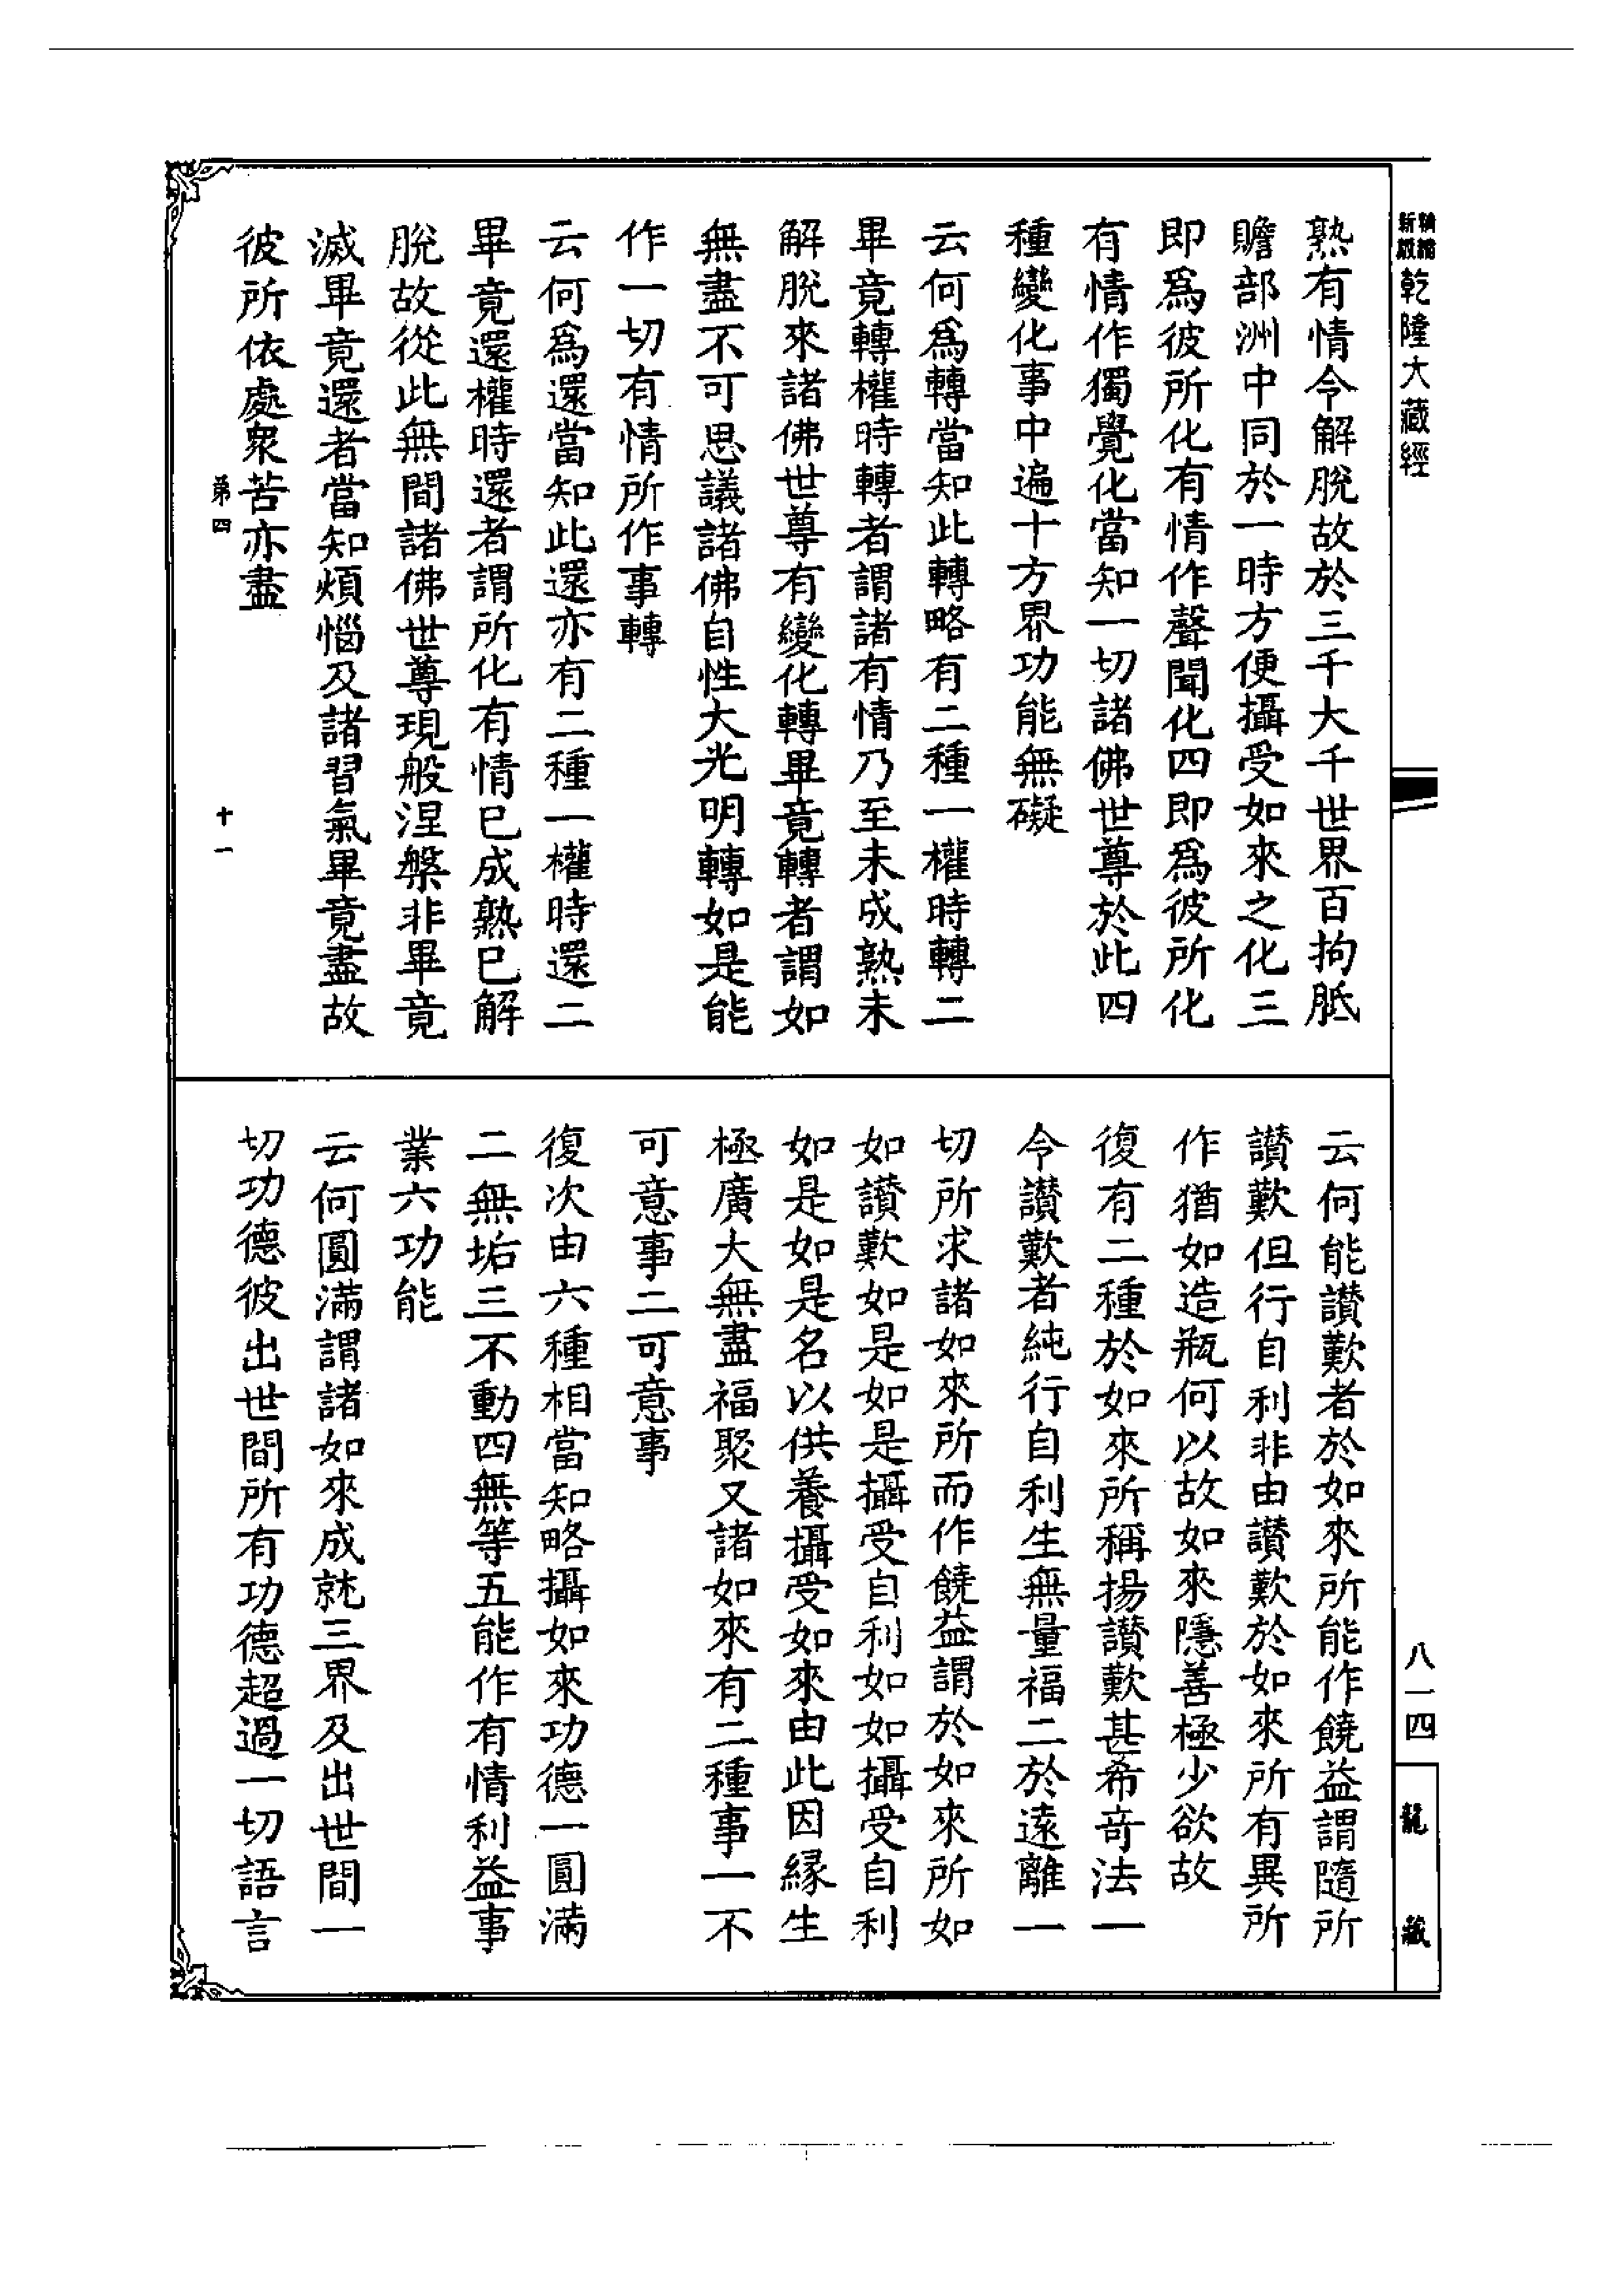 新編縮版
乾隆大藏經
熟有情令解脫故於三千大千世界百拘胝
贍部洲中同於一時方便攝受如來之化三
即爲彼所化有情作聲聞化四即爲彼所化
有情作獨覺化當知一切諸佛世尊於此四
種變化事中遍十方界功能無礙
云何爲轉當知此轉略有二種一權時轉二
畢竟轉權時轉者謂諸有情乃至未成熟未
解脫來諸佛世尊有變化轉畢竟轉者謂如
無盡不可思議諸佛自性大光明轉如是能
作一切有情所作事轉
云何爲還當知此還亦有二種一權時還二
畢竟還權時還者謂所化有情已成熟已解
脫故從此無間諸佛世尊現般涅槃非畢竟
滅畢竟還者當知煩惱及諸習氣畢竟盡故
彼所依處衆苦亦盡
第四 十一
云何能讚歎者於如來所能作饒益謂隨所
讚歎但行自利非由讚歎於如來所有異所
作猶如造瓶何以故如來隱善極少欲故
復有二種於如來所稱揚讚歎甚希奇法一
令讚歎者純行自利生無量福二於遠離一
切所求諸如來所而作饒益謂於如來所如
如讚歎如是如是攝受自利如如攝受自利
如是如是名以供養攝受如來由此因緣生
極廣大無盡福聚又諸如來有二種事一不
可意事二可意事
復次由六種相當知略攝如來功德一圓滿
二無垢三不動四無等五能作有情利益事
業六功能
云何圓滿謂諸如來成就三界及出世間一
切功德彼出世間所有功德超過一切語言
八一四
龍藏